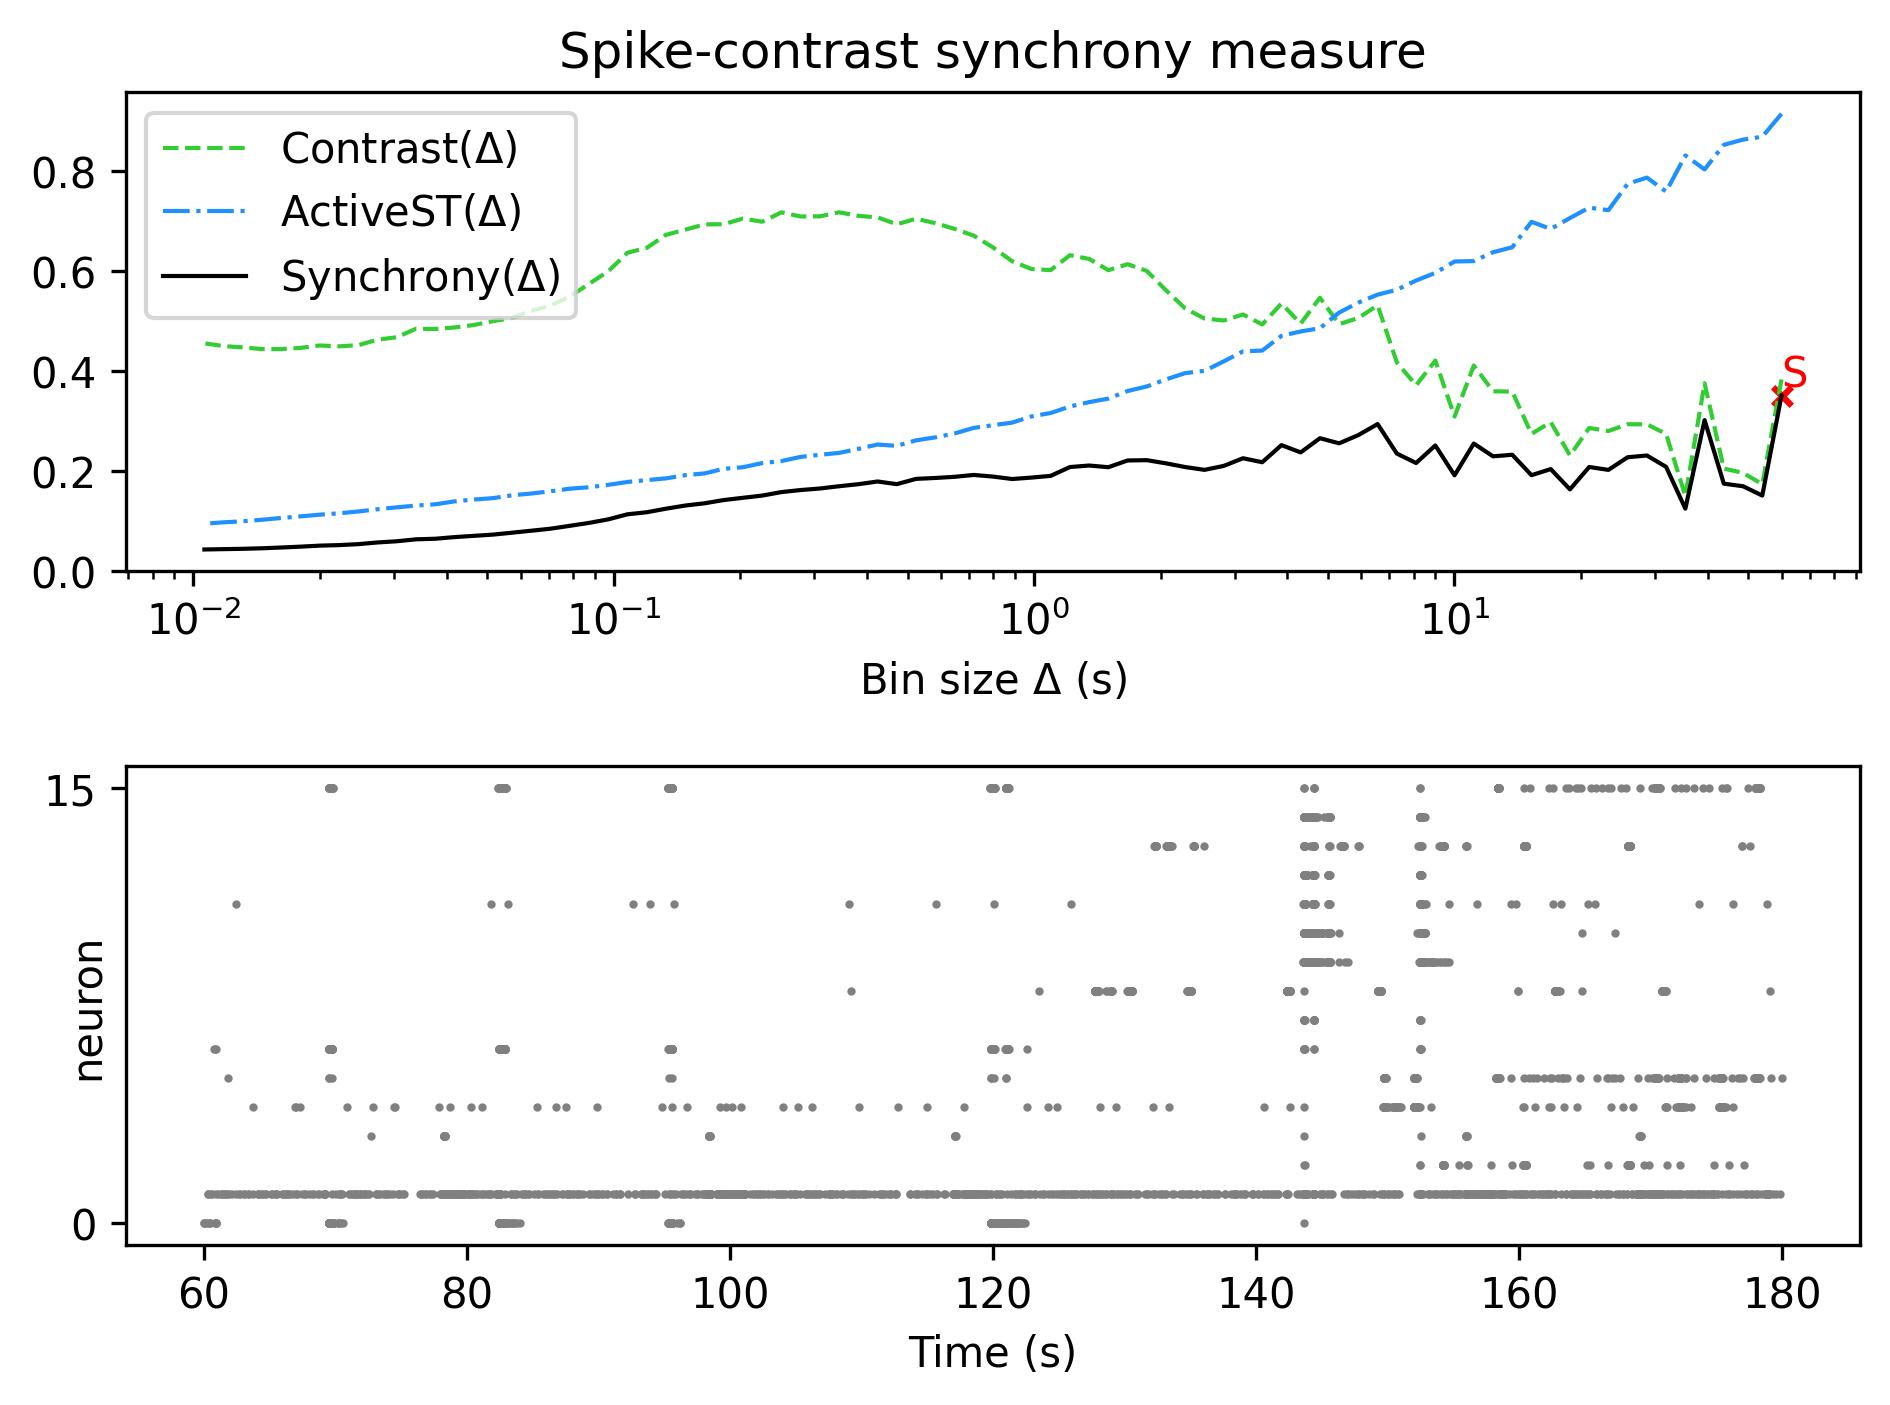 Spike-contrast synchrony measure
Contrast(Δ)
ActiveST(Δ)
Synchrony(Δ)
0.8
0.6
0.4
0.2
0.0
S
10⁻² 10⁻¹ 10⁰ 10¹
Bin size Δ (s)
15
0
neuron
60 80 100 120 140 160 180
Time (s)